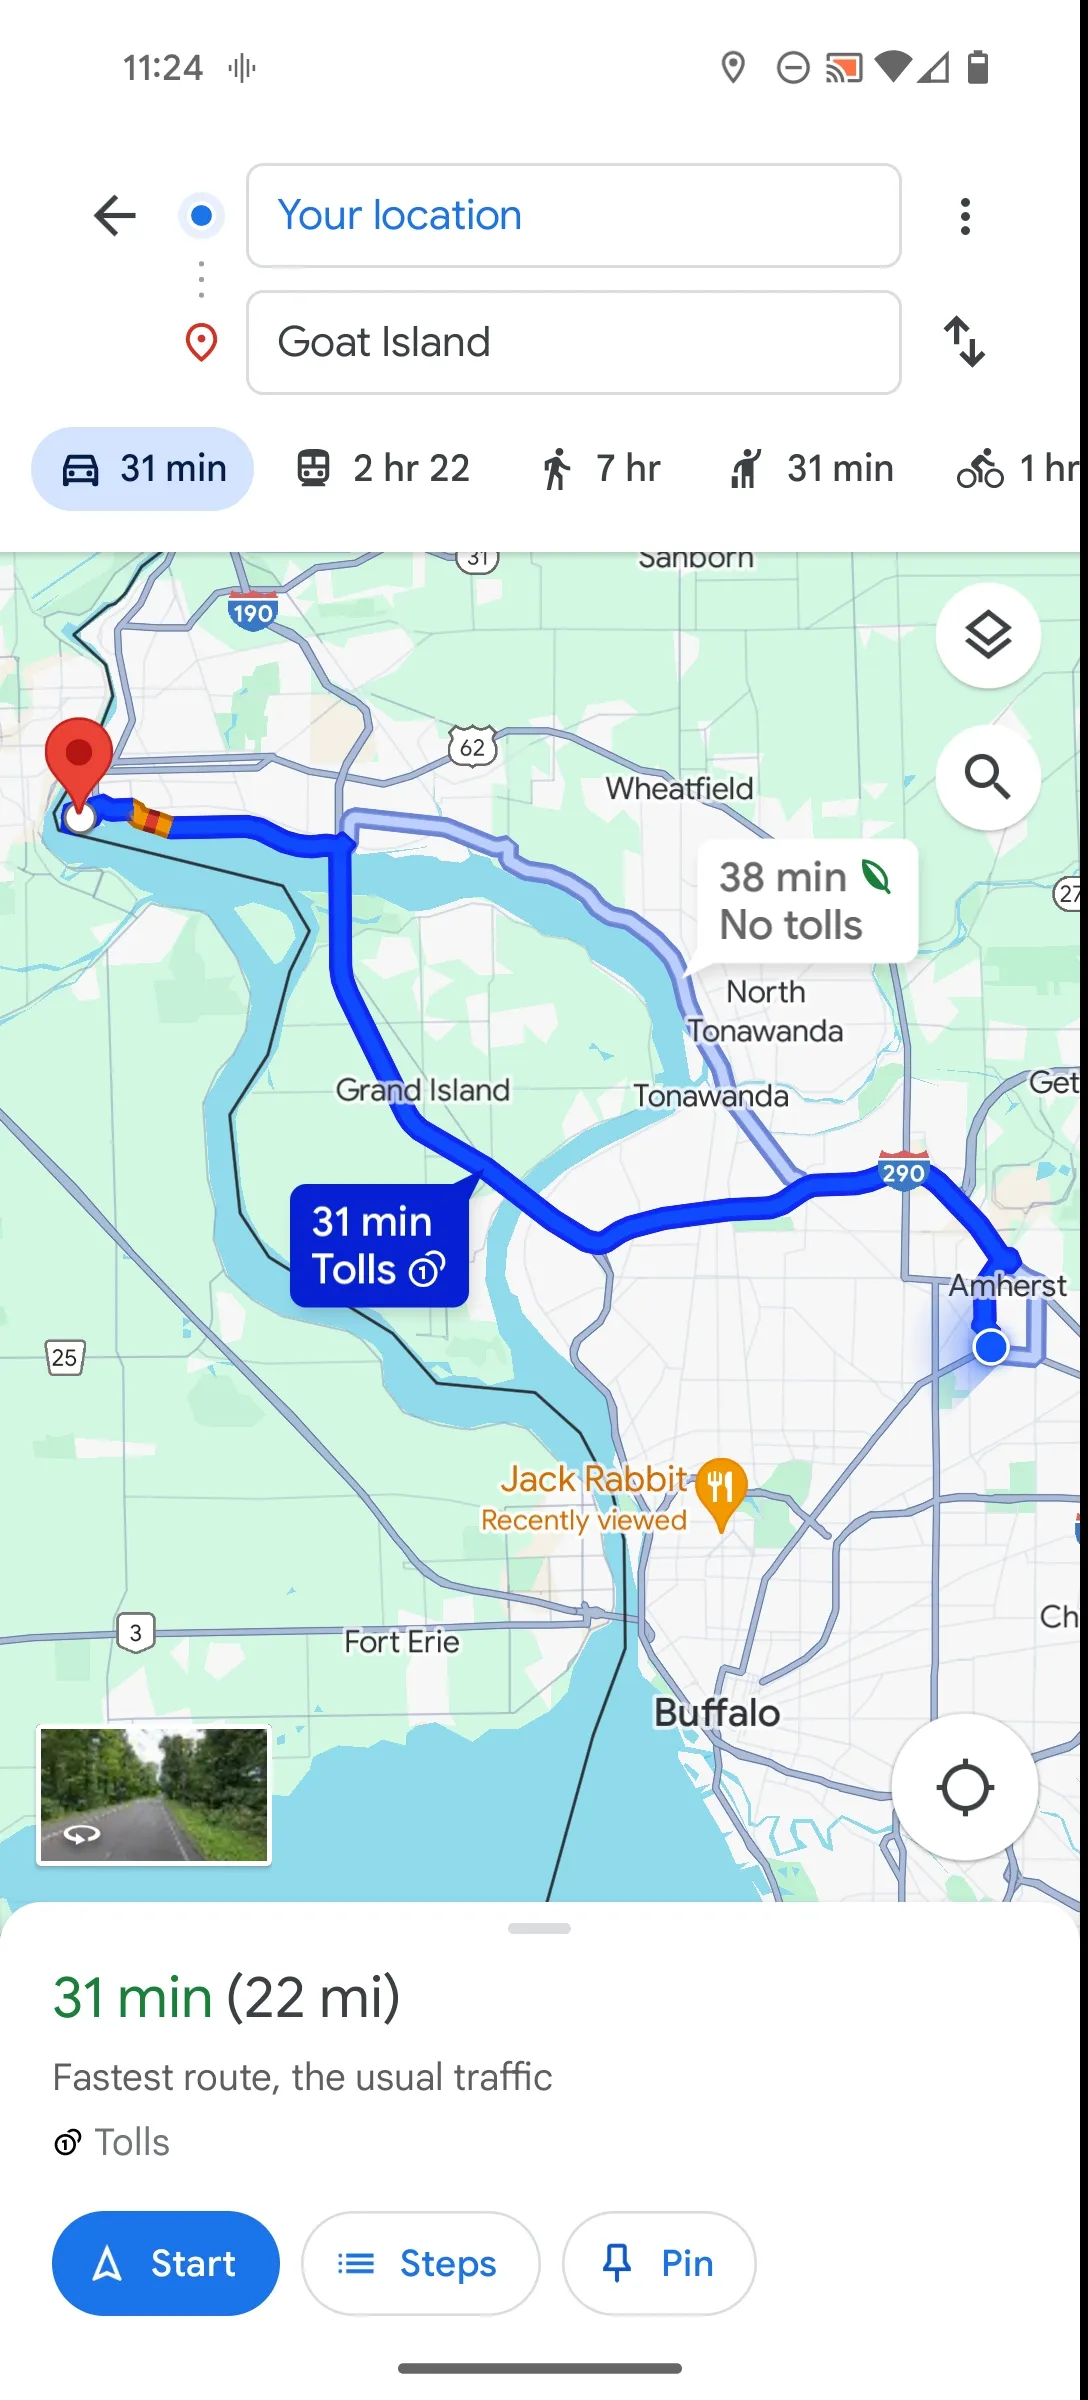 11:24
Your location
Goat Island
31 min
2 hr 22
7 hr
31 min
1 hr
31
Sanborn
190
62
Wheatfield
38 min
No tolls
27
North
Tonawanda
Grand Island
Tonawanda
Get
290
31 min
Tolls
Amherst
25
Jack Rabbit
Recently viewed
3
Fort Erie
Ch
Buffalo
31 min (22 mi)
Fastest route, the usual traffic
Tolls
Start
Steps
Pin